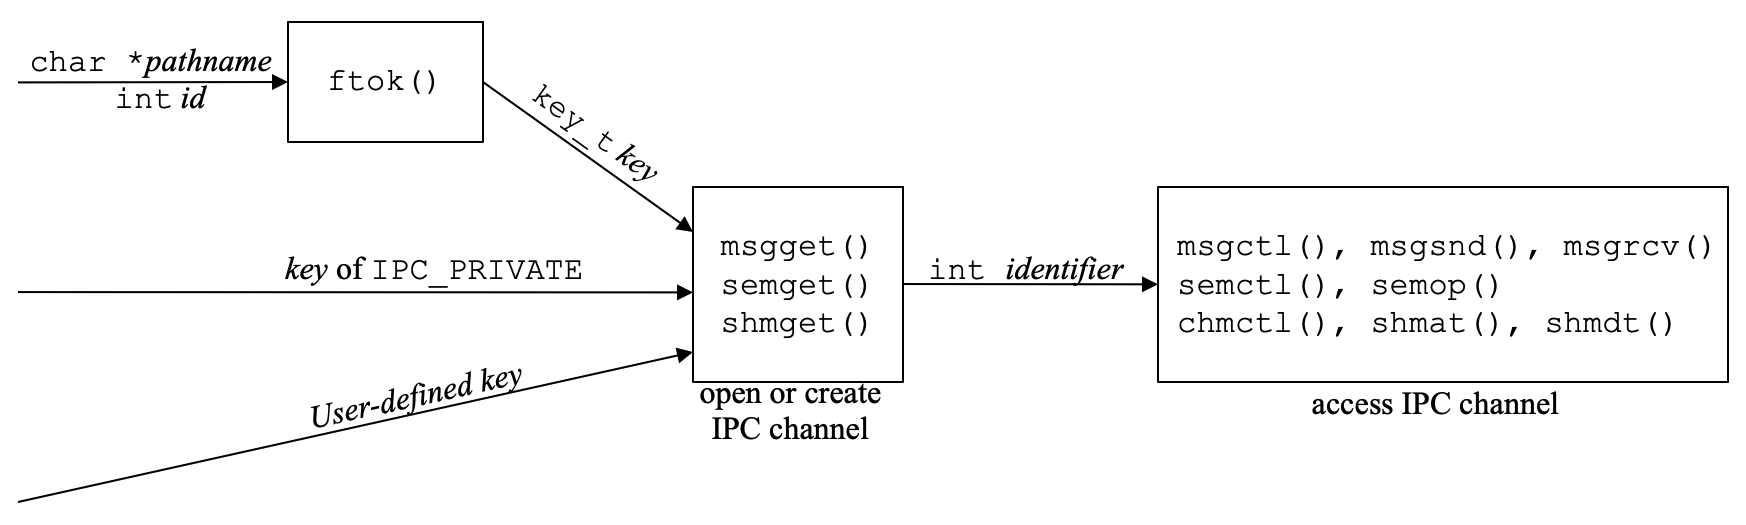 char *pathname
int id
ftok()
key_t key
key of IPC_PRIVATE
User-defined key
msgget()
semget()
shmget()
open or create
IPC channel
int identifier
msgctl(), msgsnd(), msgrcv()
semctl(), semop()
chmctl(), shmat(), shmdt()
access IPC channel